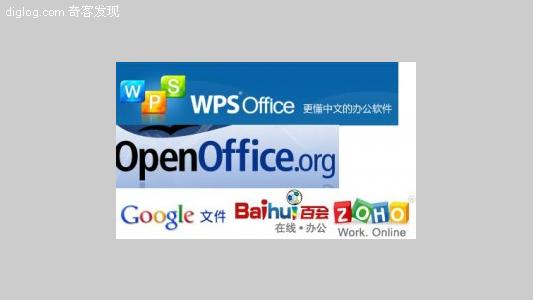 diglog.com 奇客发现
WPS
WPS Office 更懂中文的办公软件
OpenOffice.org
Google 文件 Baihui百会 ZOHO®
在线·办公 Work. Online